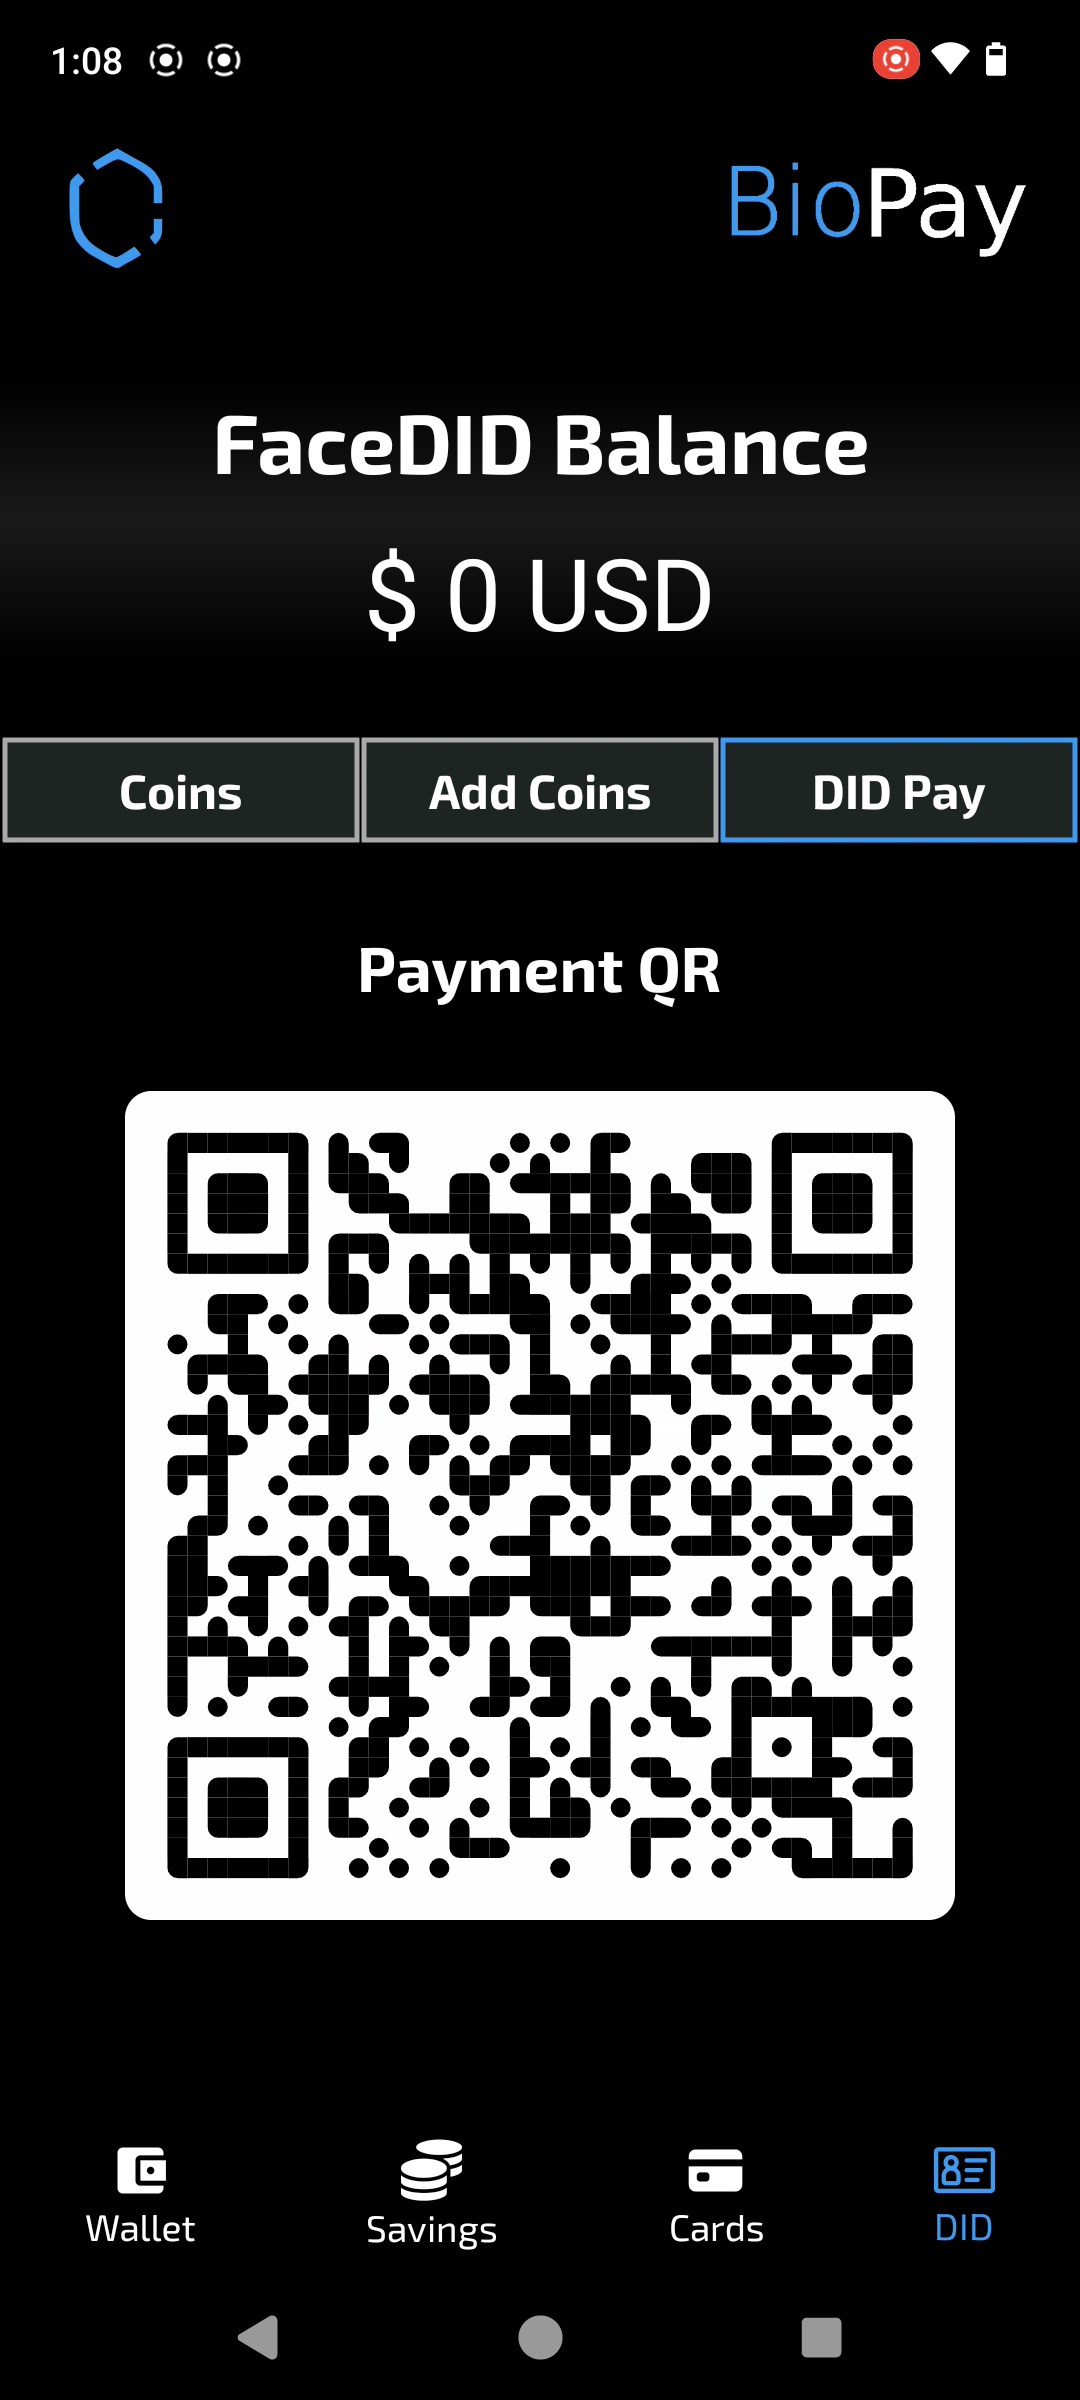 1:08
BioPay
FaceDID Balance
$ 0 USD
Coins
Add Coins
DID Pay
Payment QR
Wallet
Savings
Cards
DID